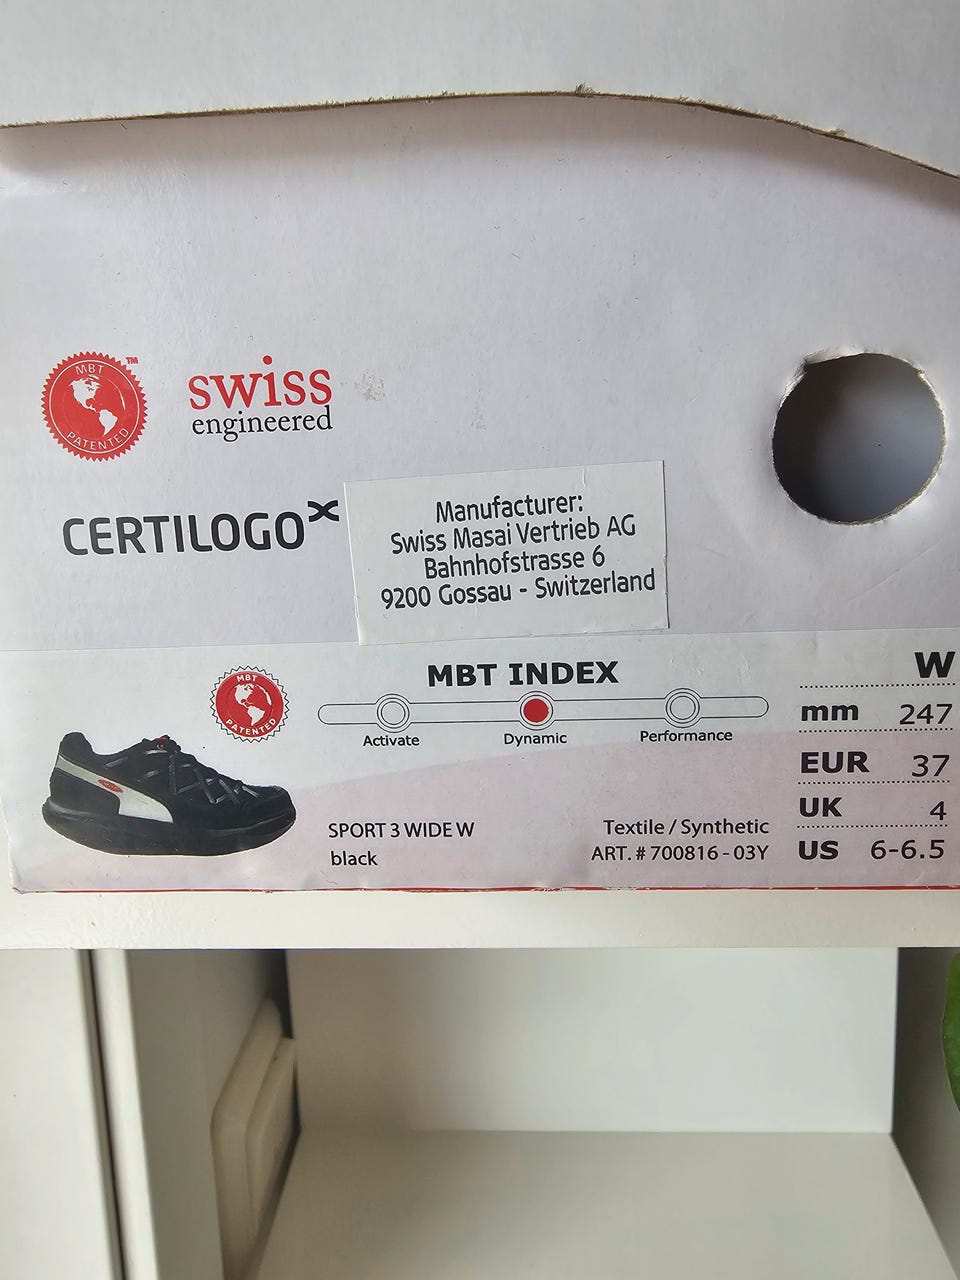 MBT
PATENTED
TM
swiss
engineered
CERTILOGO
Manufacturer:
Swiss Masai Vertrieb AG
Bahnhofstrasse 6
9200 Gossau - Switzerland
MBT
PATENTED
MBT INDEX
Activate
Dynamic
Performance
SPORT 3 WIDE W
black
Textile / Synthetic
ART. # 700816 - 03Y
W
mm 247
EUR 37
UK 4
US 6-6.5